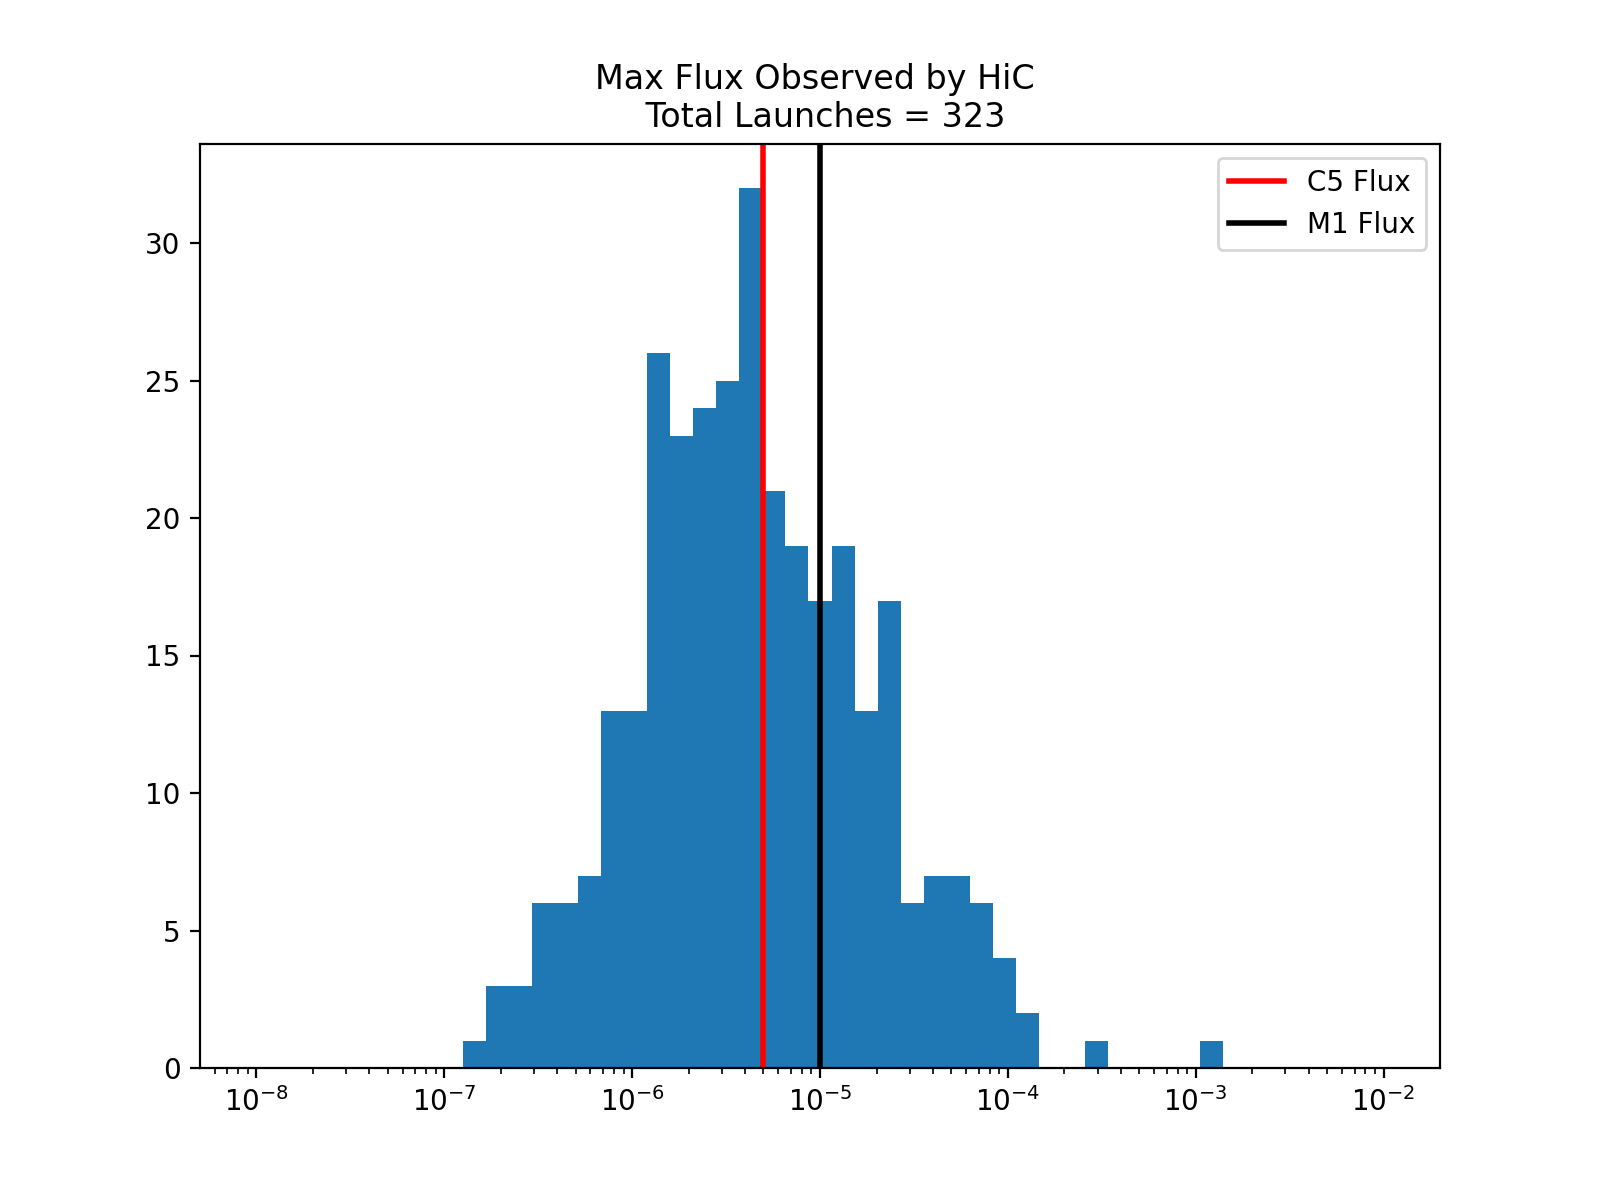 Max Flux Observed by HiC
Total Launches = 323
C5 Flux
M1 Flux
30
25
20
15
10
5
0
10⁻⁸ 10⁻⁷ 10⁻⁶ 10⁻⁵ 10⁻⁴ 10⁻³ 10⁻²